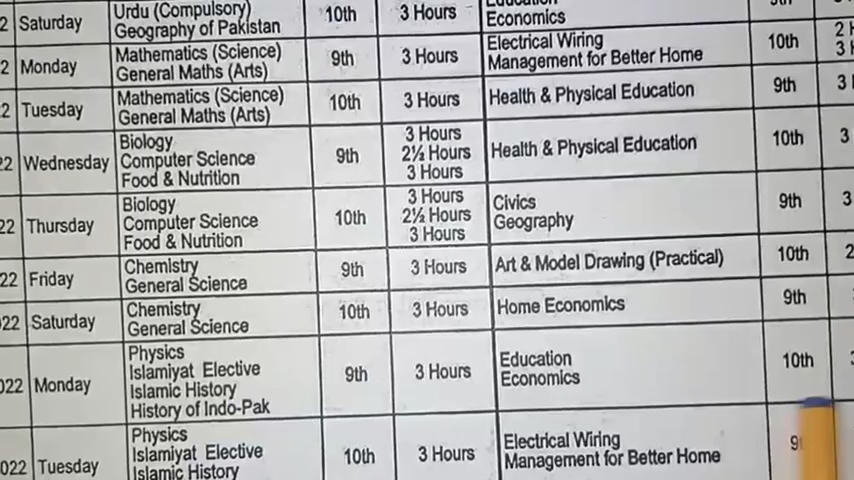 2 Saturday Urdu (Compulsory) 10th 3 Hours
Geography of Pakistan Economics
2 Monday Mathematics (Science) 9th 3 Hours Electrical Wiring 10th 2
General Maths (Arts) Management for Better Home 3
2 Tuesday Mathematics (Science) 10th 3 Hours Health & Physical Education 9th 3
General Maths (Arts)
22 Wednesday Biology 9th 3 Hours Health & Physical Education 10th 3
Computer Science 2½ Hours
Food & Nutrition 3 Hours
22 Thursday Biology 10th 3 Hours Civics 9th 3
Computer Science 2½ Hours Geography
Food & Nutrition 3 Hours
22 Friday Chemistry 9th 3 Hours Art & Model Drawing (Practical) 10th 2
General Science
022 Saturday Chemistry 10th 3 Hours Home Economics 9th
General Science
022 Monday Physics 9th 3 Hours Education 10th
Islamiyat Elective Economics
Islamic History
History of Indo-Pak
022 Tuesday Physics 10th 3 Hours Electrical Wiring
Islamiyat Elective Management for Better Home
Islamic History